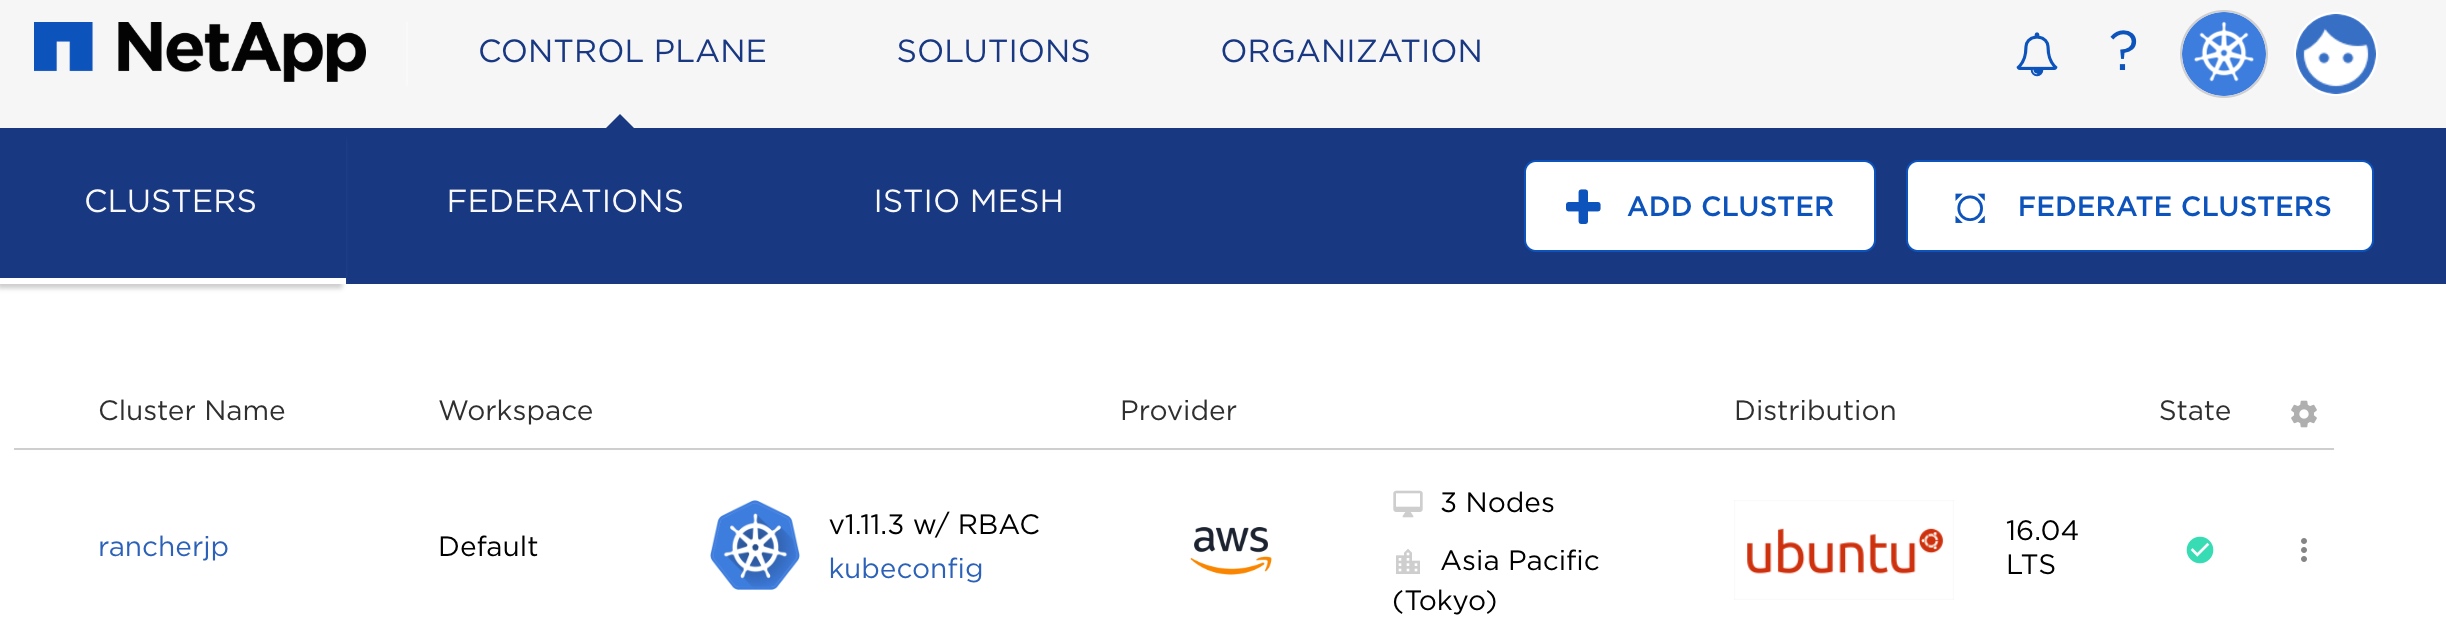 NetApp
CONTROL PLANE
SOLUTIONS
ORGANIZATION
?
CLUSTERS
FEDERATIONS
ISTIO MESH
ADD CLUSTER
FEDERATE CLUSTERS
Cluster Name
Workspace
Provider
Distribution
State
rancherjp
Default
v1.11.3 w/ RBAC
kubeconfig
aws
3 Nodes
Asia Pacific
(Tokyo)
ubuntu
16.04
LTS